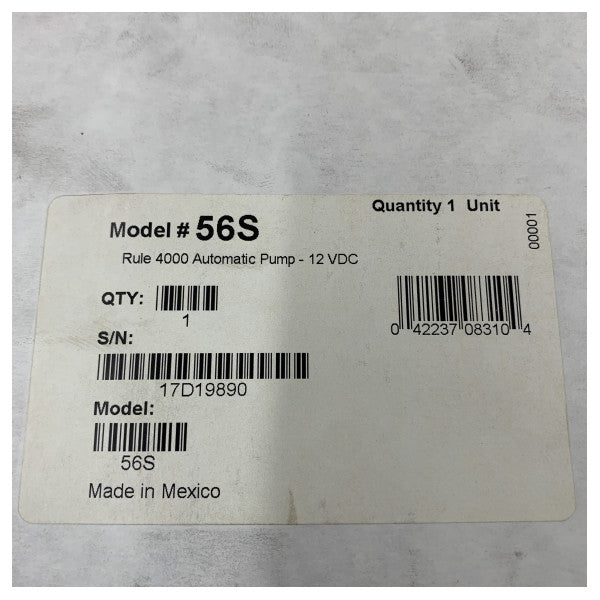 Quantity 1 Unit
00001
Model # 56S
Rule 4000 Automatic Pump - 12 VDC
QTY:
1
0 42237 08310 4
S/N:
17D19890
Model:
56S
Made in Mexico